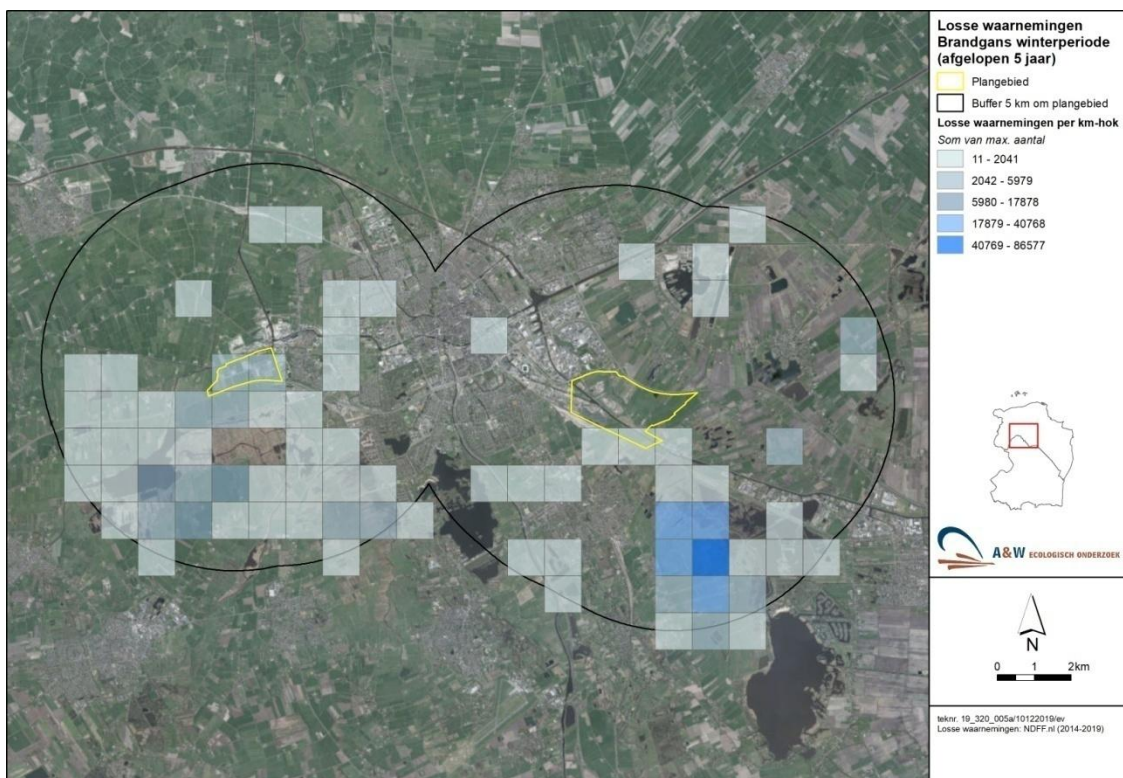 Losse waarnemingen
Brandgans winterperiode
(afgelopen 5 jaar)
Plangebied
Buffer 5 km om plangebied
Losse waarnemingen per km-hok
Som van max. aantal
11 - 2041
2042 - 5979
5980 - 17878
17879 - 40768
40769 - 86577
A&W ECOLOGISCH ONDERZOEK
N
0 1 2km
teknr. 19_320_005a/10122019/ev
Losse waarnemingen: NDFF.nl (2014-2019)